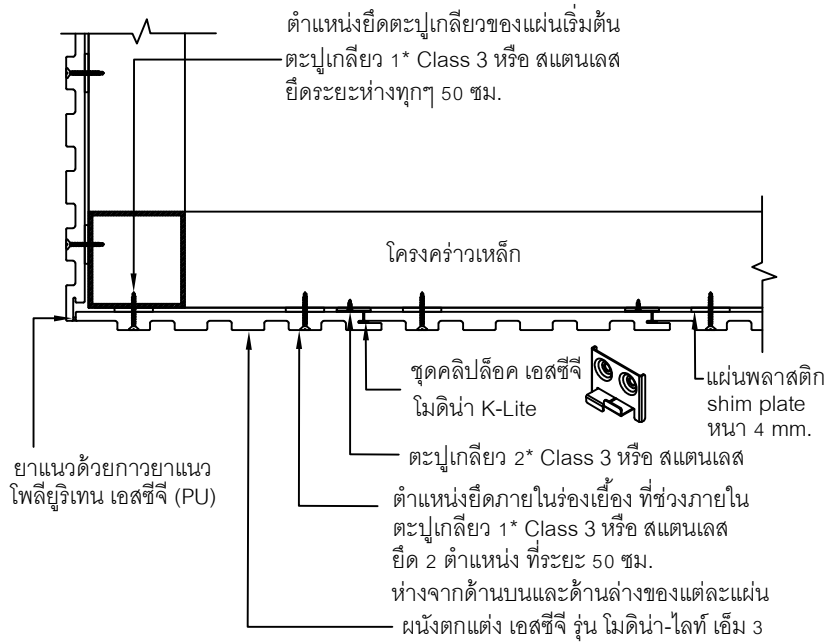 ตำแหน่งยึดตะปูเกลียวของแผ่นเริ่มต้น
ตะปูเกลียว 1* Class 3 หรือ สแตนเลส
ยึดระยะห่างทุกๆ 50 ซม.
โครงคร่าวเหล็ก
ชุดคลิปล็อค เอสซีจี
โมดิน่า K-Lite
แผ่นพลาสติก
shim plate
หนา 4 mm.
ตะปูเกลียว 2* Class 3 หรือ สแตนเลส
ยาแนวด้วยกาวยาแนว
โพลียูริเทน เอสซีจี (PU)
ตำแหน่งยึดภายในร่องเยื้อง ที่ช่วงภายใน
ตะปูเกลียว 1* Class 3 หรือ สแตนเลส
ยึด 2 ตำแหน่ง ที่ระยะ 50 ซม.
ห่างจากด้านบนและด้านล่างของแต่ละแผ่น
ผนังตกแต่ง เอสซีจี รุ่น โมดิน่า-ไลท์ เอ็ม 3